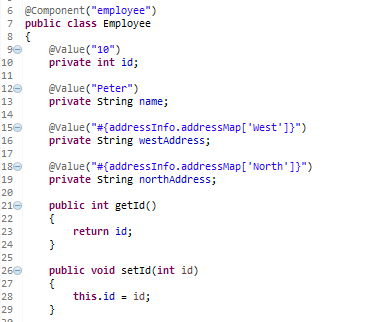 6 @Component("employee")
7 public class Employee
8 {
9 @Value("10")
10 private int id;
11
12 @Value("Peter")
13 private String name;
14
15 @Value("#{addressInfo.addressMap['West']}")
16 private String westAddress;
17
18 @Value("#{addressInfo.addressMap['North']}")
19 private String northAddress;
20
21 public int getId()
22 {
23 return id;
24 }
25
26 public void setId(int id)
27 {
28 this.id = id;
29 }